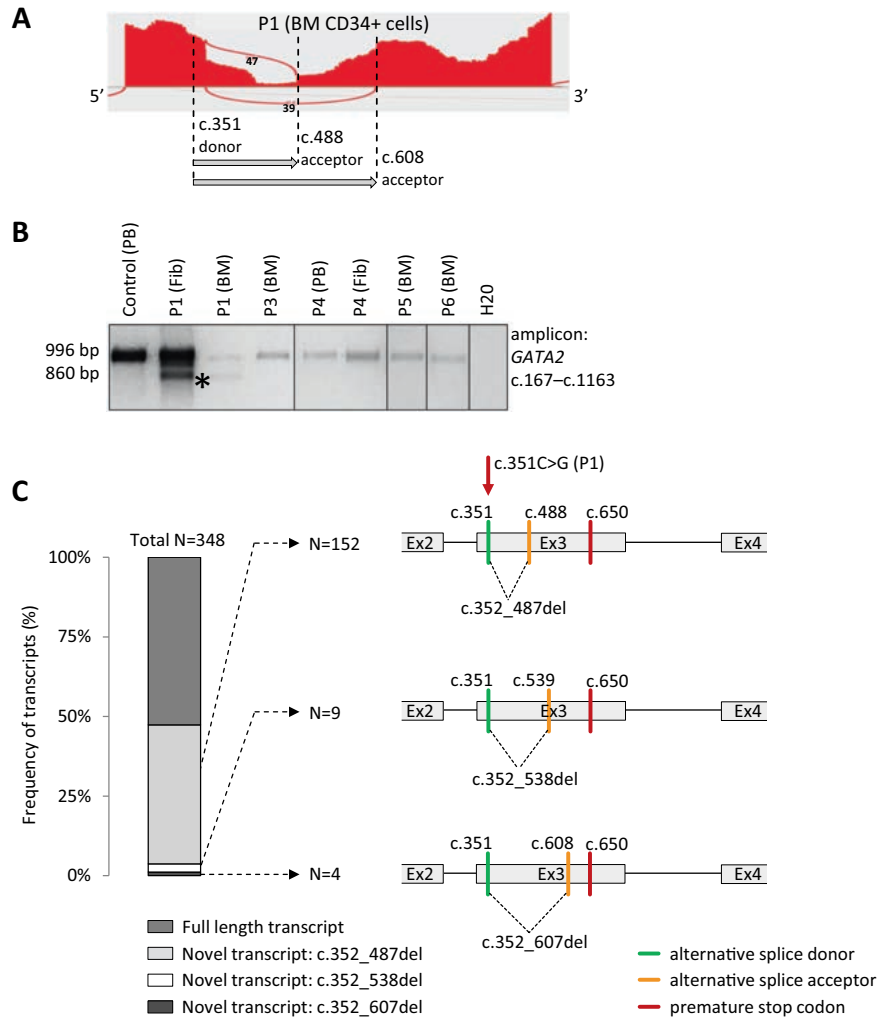 A
P1 (BM CD34+ cells)
47
5’
3’
39
c.351
donor
c.488
acceptor
c.608
acceptor
B
Control (PB)
P1 (Fib)
P1 (BM)
P3 (BM)
P4 (PB)
P4 (Fib)
P5 (BM)
P6 (BM)
H20
996 bp
860 bp
*
amplicon:
GATA2
c.167–c.1163
C
c.351C>G (P1)
Total N=348
Frequency of transcripts (%)
100%
75%
50%
25%
0%
N=152
c.351 c.488 c.650
Ex2 Ex3 Ex4
c.352_487del
N=9
c.351 c.539 c.650
Ex2 Ex3 Ex4
c.352_538del
N=4
c.351 c.608 c.650
Ex2 Ex3 Ex4
c.352_607del
Full length transcript
Novel transcript: c.352_487del
Novel transcript: c.352_538del
Novel transcript: c.352_607del
alternative splice donor
alternative splice acceptor
premature stop codon